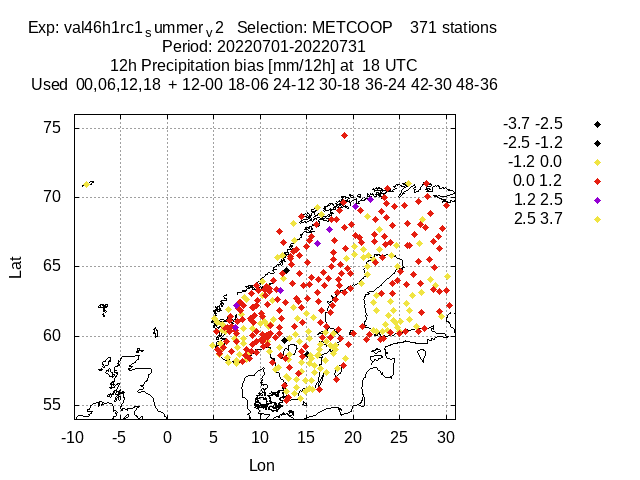 Exp: val46h1rc1summerv2 Selection: METCOOP 371 stations
Period: 20220701-20220731
12h Precipitation bias [mm/12h] at 18 UTC
Used 00,06,12,18 + 12-00 18-06 24-12 30-18 36-24 42-30 48-36
-3.7 -2.5
-2.5 -1.2
-1.2 0.0
0.0 1.2
1.2 2.5
2.5 3.7
75
70
65
60
55
Lat
-10 -5 0 5 10 15 20 25 30
Lon